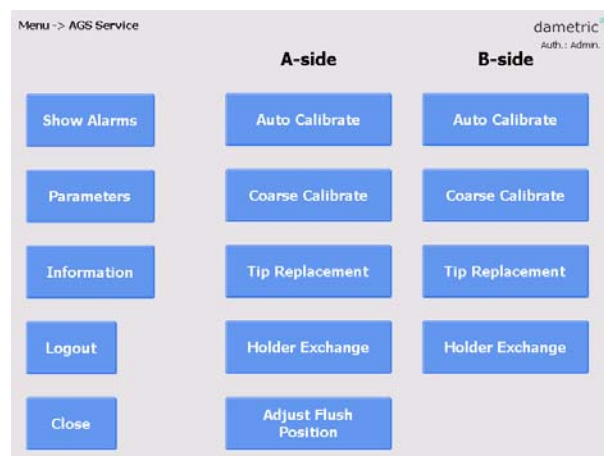 Menu -> AGS Service
dametric
Auth.: Admin.
A-side
B-side
Show Alarms
Auto Calibrate
Auto Calibrate
Parameters
Coarse Calibrate
Coarse Calibrate
Information
Tip Replacement
Tip Replacement
Logout
Holder Exchange
Holder Exchange
Close
Adjust Flush
Position